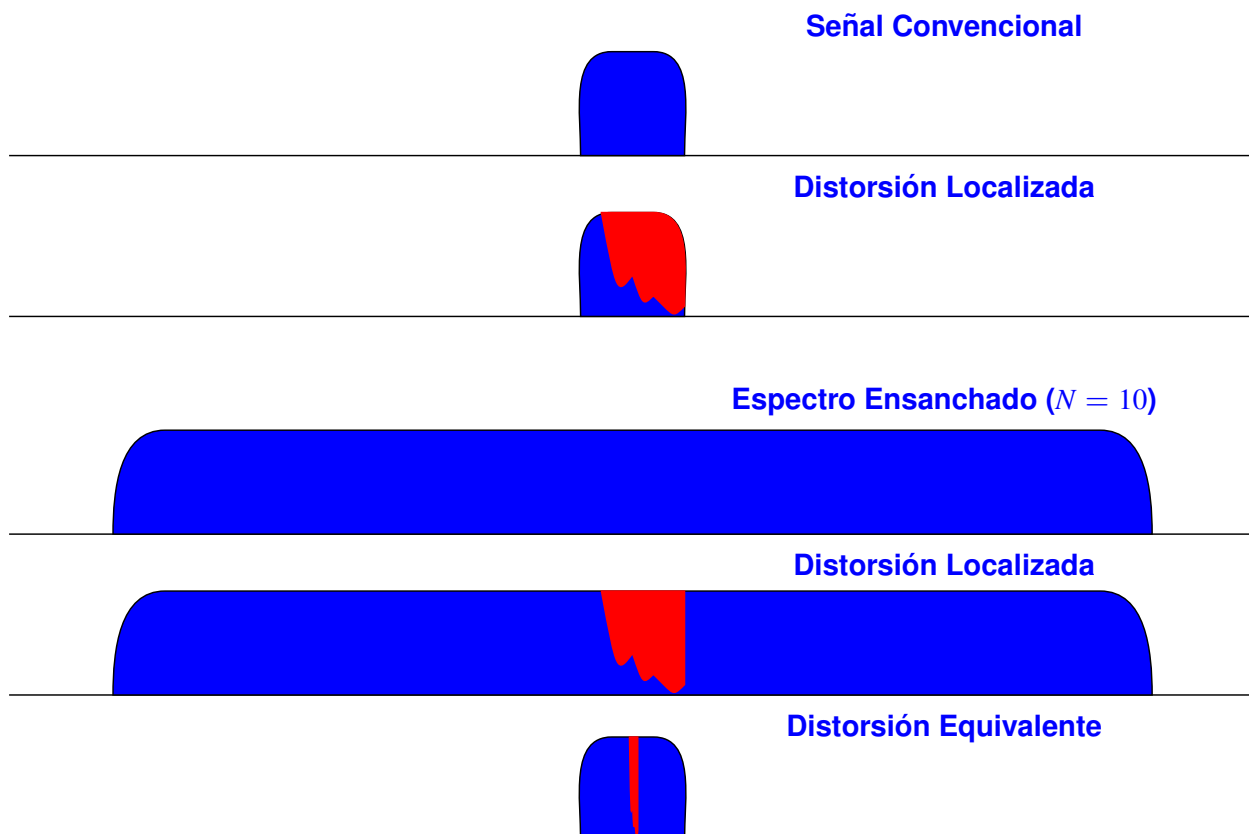 Señal Convencional
Distorsión Localizada
Espectro Ensanchado (N = 10)
Distorsión Localizada
Distorsión Equivalente